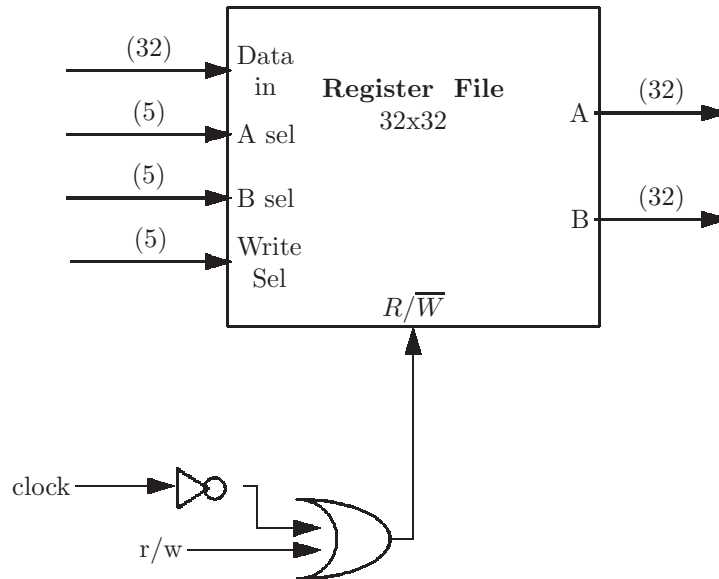 (32)
Data
in
Register File
32x32
(5)
A sel
(5)
B sel
(5)
Write
Sel
A
(32)
B
(32)
R/W̅
clock
r/w